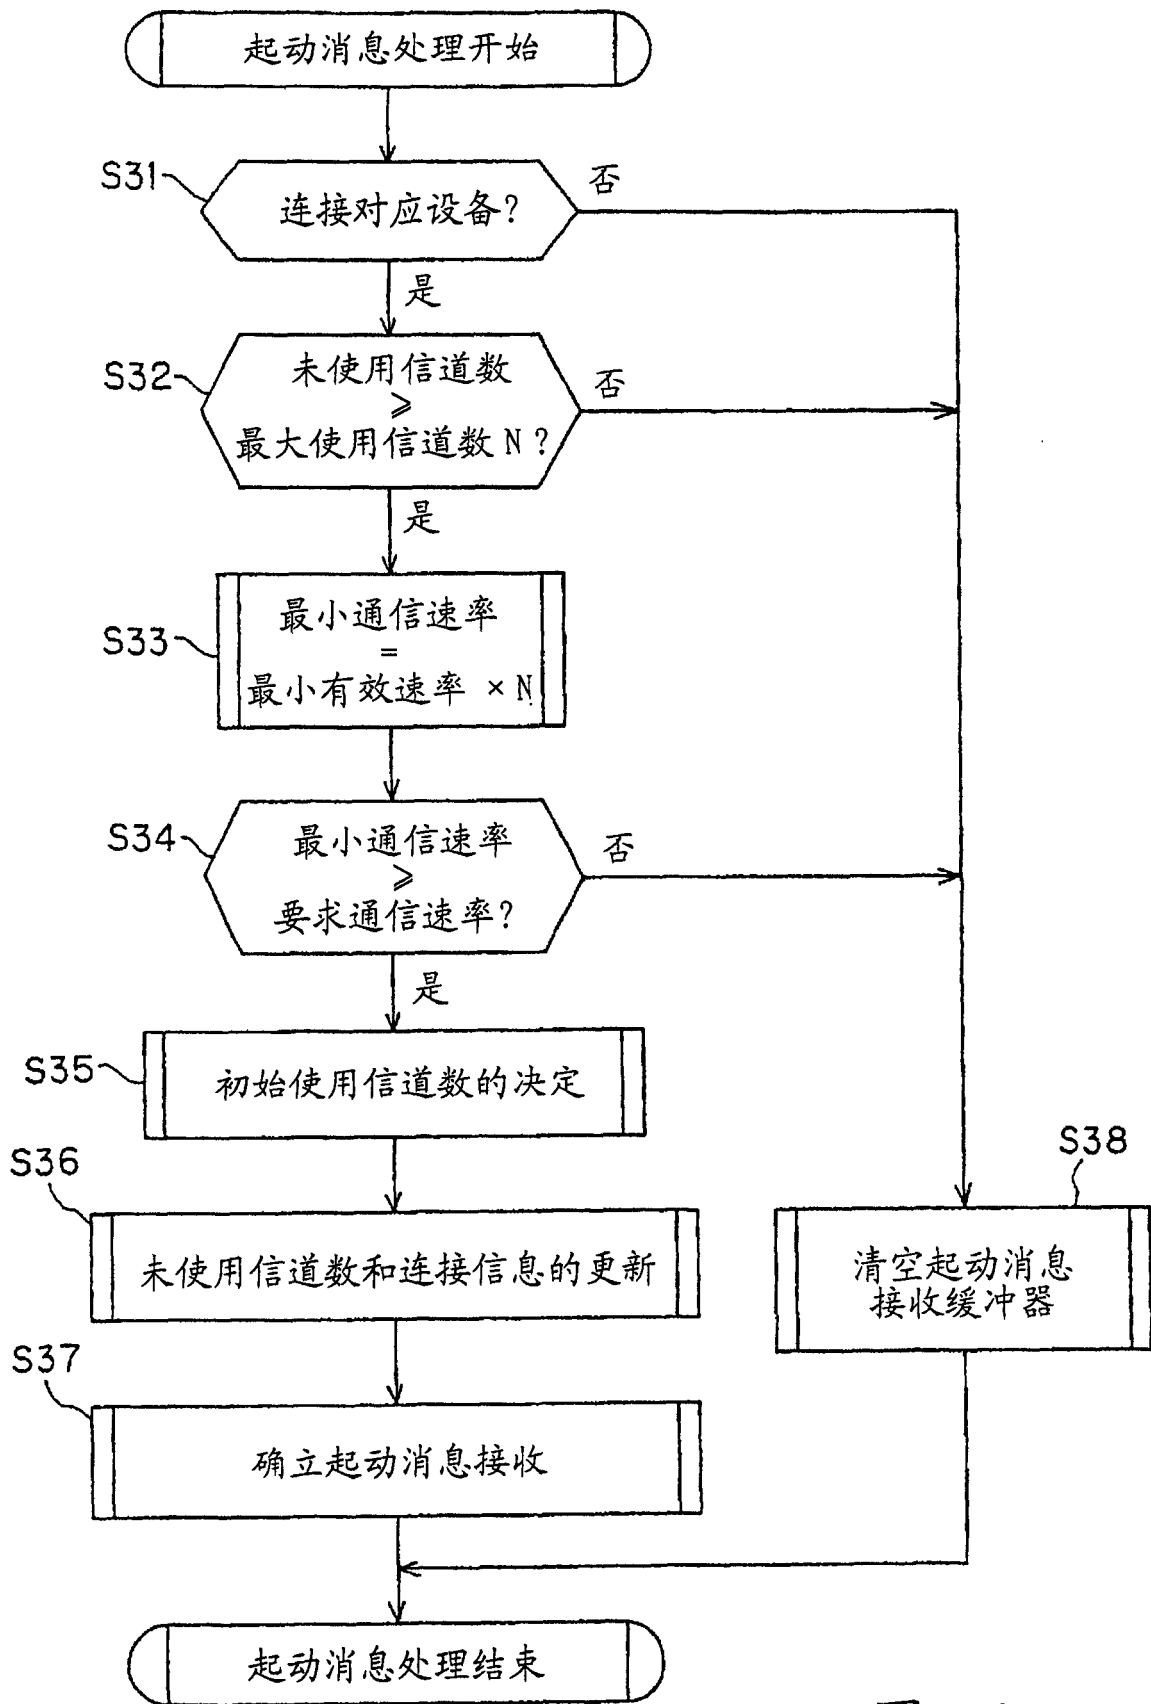 起动消息处理开始
S31
连接对应设备?
否
是
S32
未使用信道数
≥
最大使用信道数 N ?
否
是
S33
最小通信速率
=
最小有效速率 × N
S34
最小通信速率
≥
要求通信速率?
否
是
S35
初始使用信道数的决定
S36
未使用信道数和连接信息的更新
S38
清空起动消息
接收缓冲器
S37
确立起动消息接收
起动消息处理结束